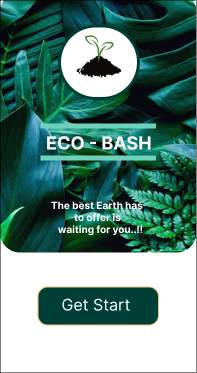 ECO - BASH
The best Earth has
to offer is
waiting for you..!!
Get Start